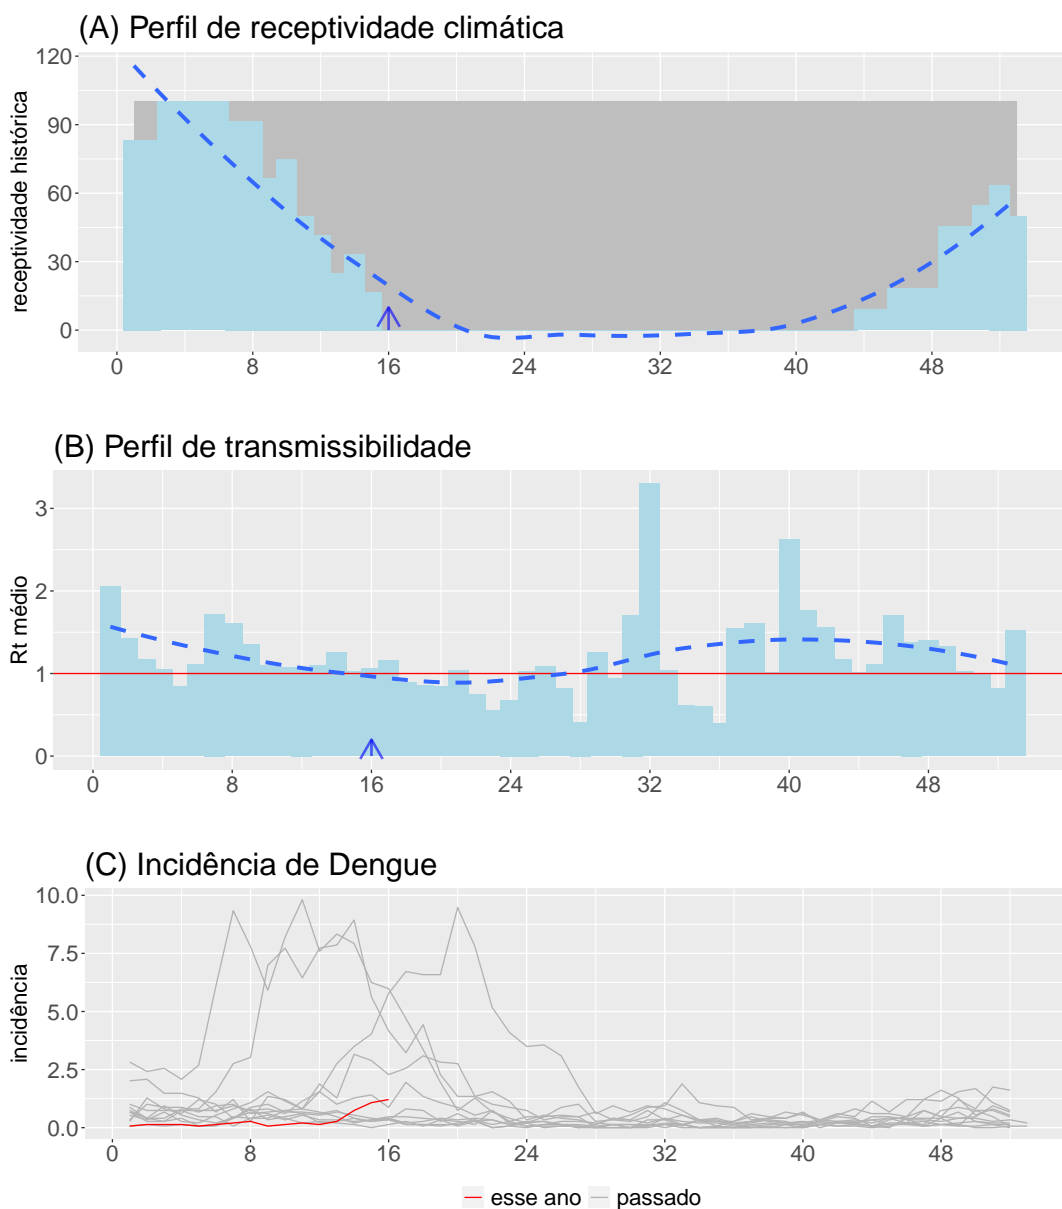 (A) Perfil de receptividade climática
receptividade histórica
120
90
60
30
0
0 8 16 24 32 40 48
(B) Perfil de transmissibilidade
Rt médio
3
2
1
0
0 8 16 24 32 40 48
(C) Incidência de Dengue
incidência
10.0
7.5
5.0
2.5
0.0
0 8 16 24 32 40 48
esse ano passado